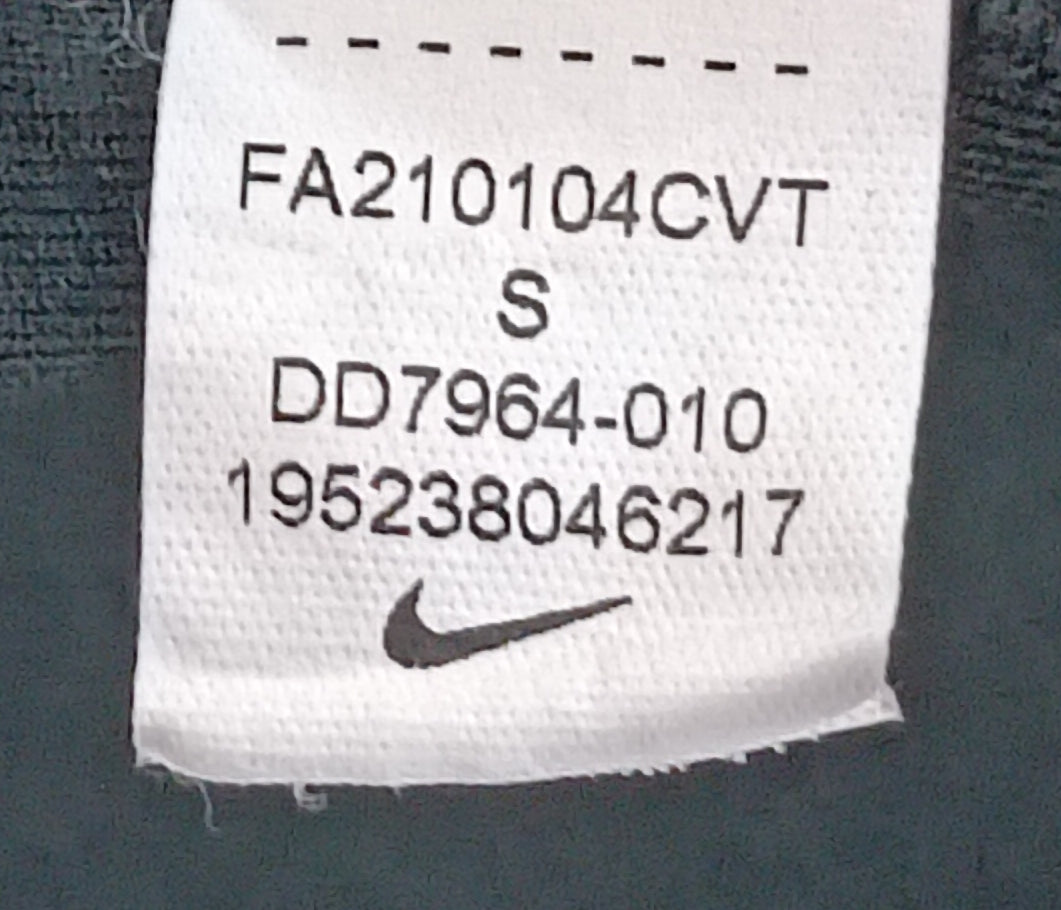 --------
FA210104CVT
S
DD7964-010
195238046217